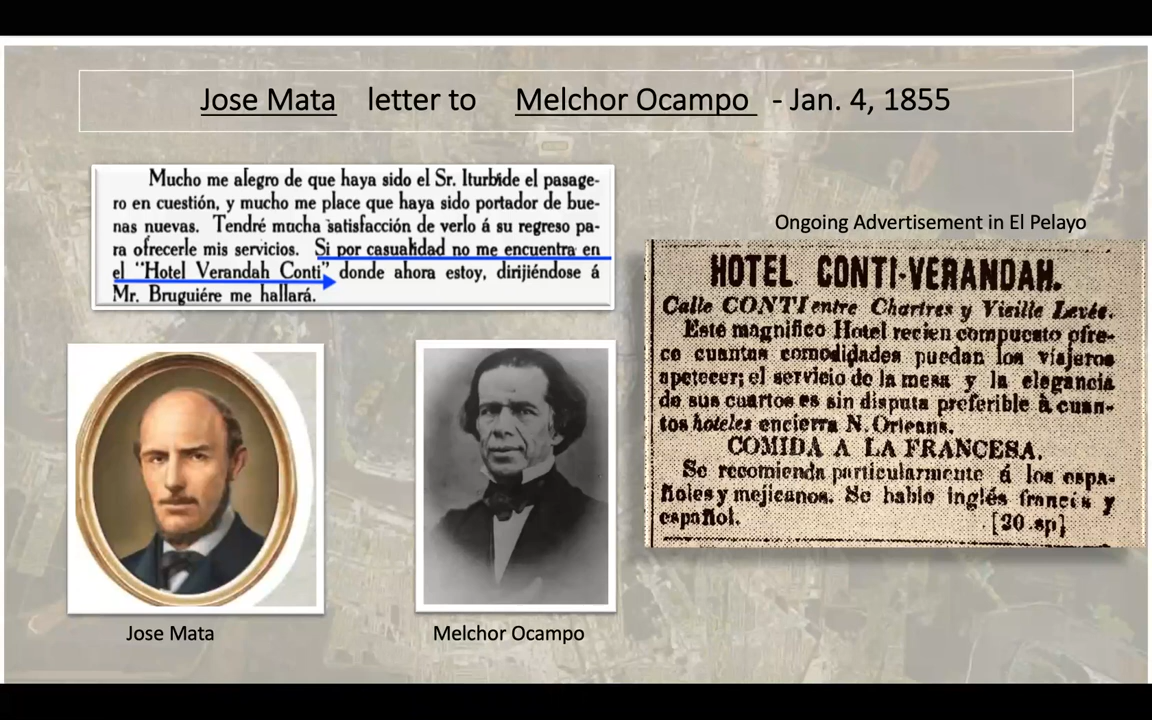 Jose Mata letter to Melchor Ocampo - Jan. 4, 1855
Mucho me alegro de que haya sido el Sr. Iturbide el pasage-
ro en cuestión, y mucho me place que haya sido portador de bue-
nas nuevas. Tendré mucha satisfacción de verlo á su regreso pa-
ra ofrecerle mis servicios. Si por casualidad no me encuentra en
el "Hotel Verandah Conti" donde ahora estoy, dirijiéndose á
Mr. Bruguiére me hallará.
Ongoing Advertisement in El Pelayo
HOTEL CONTI-VERANDAH.
Calle CONTI entre Chartres y Vieille Levée.
Este magnifico Hotel recien compuesto ofre-
ce cuantas comodidades puedan los viajeros
apetecer; el servicio de la mesa y la elegancia
de sus cuartos es sin disputa preferible à cuan-
tos hoteles encierra N. Orleans.
COMIDA A LA FRANCESA.
Se recomienda particularmente á los espa-
ñoles y mejicanos. Se hablo inglés francés y
español. [20 sp]
Jose Mata
Melchor Ocampo